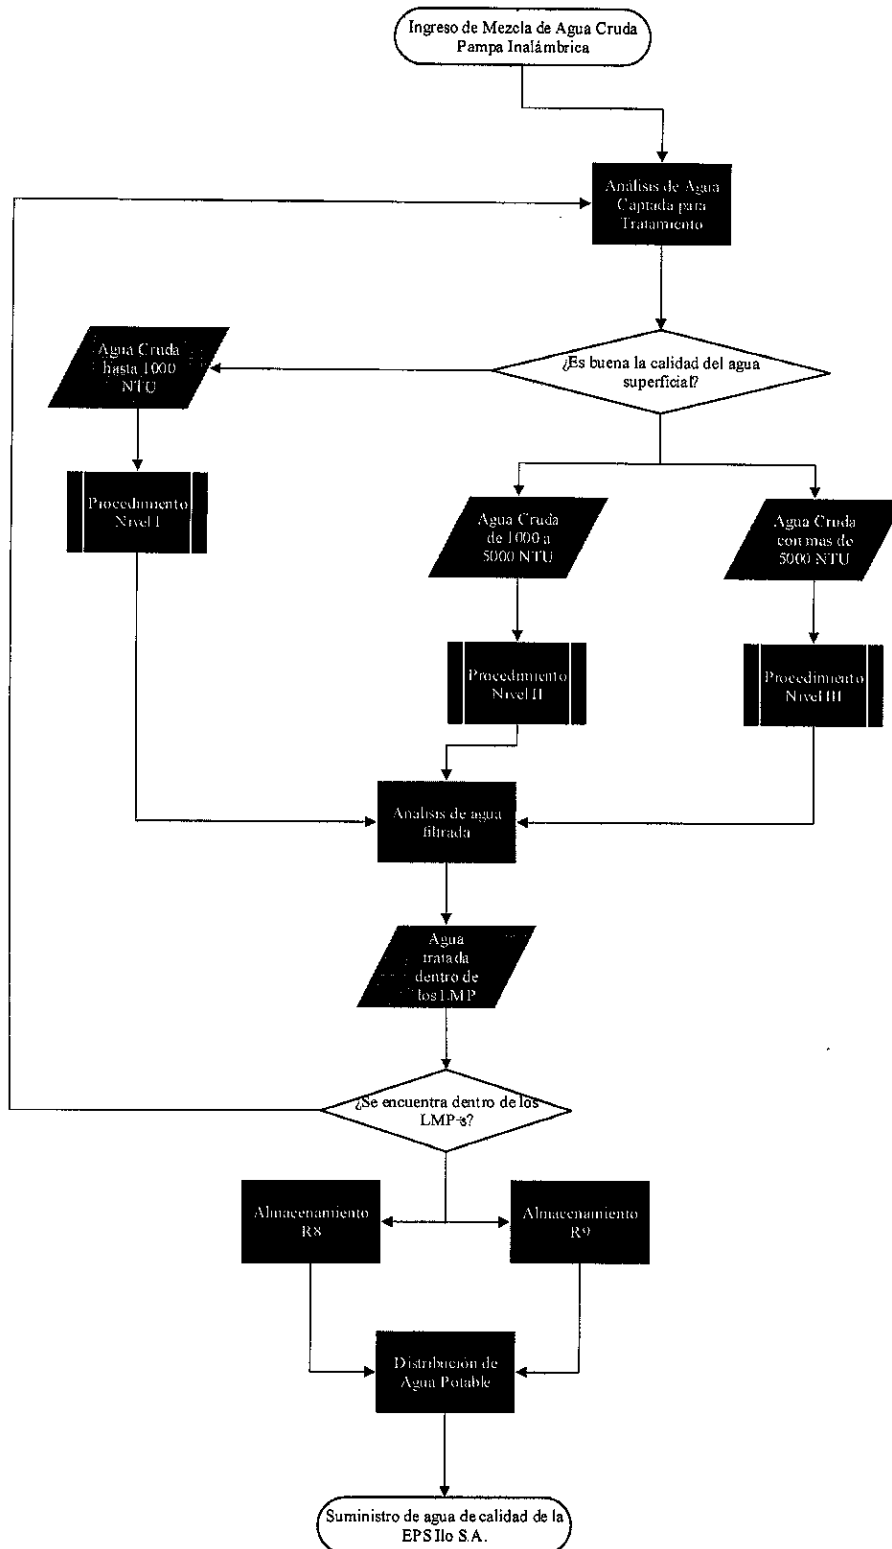 Ingreso de Mezcla de Agua Cruda
Pampa Inalámbrica
Análisis de Agua
Captada para
Tratamiento
¿Es buena la calidad del agua
superficial?
Agua Cruda
hasta 1000
NTU
Procedimiento
Nivel I
Agua Cruda
de 1000 a
5000 NTU
Agua Cruda
con mas de
5000 NTU
Procedimiento
Nivel II
Procedimiento
Nivel III
Analisis de agua
filtrada
Agua
tratada
dentro de
los LMP
¿Se encuentra dentro de los
LMP-s?
Almacenamiento
R8
Almacenamiento
R9
Distribución de
Agua Potable
Suministro de agua de calidad de la
EPS Ilo S.A.